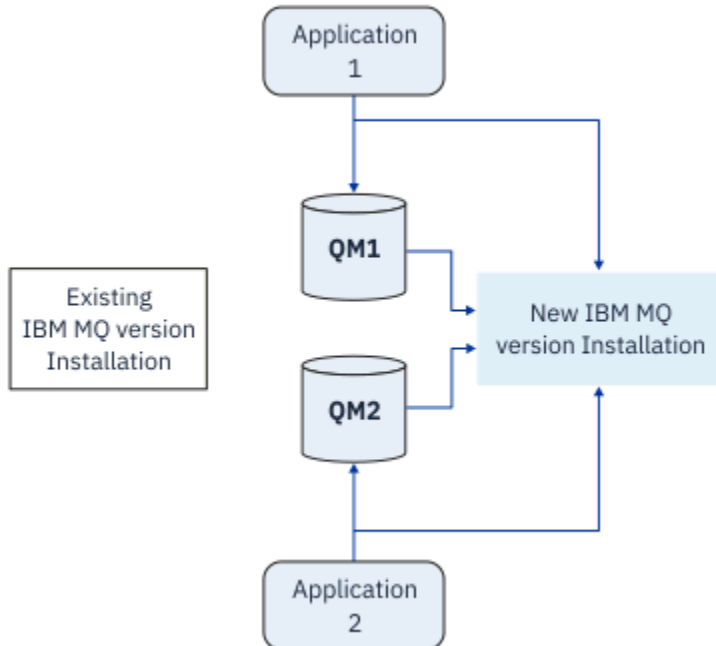 Application
1
QM1
Existing
IBM MQ version
Installation
New IBM MQ
version Installation
QM2
Application
2